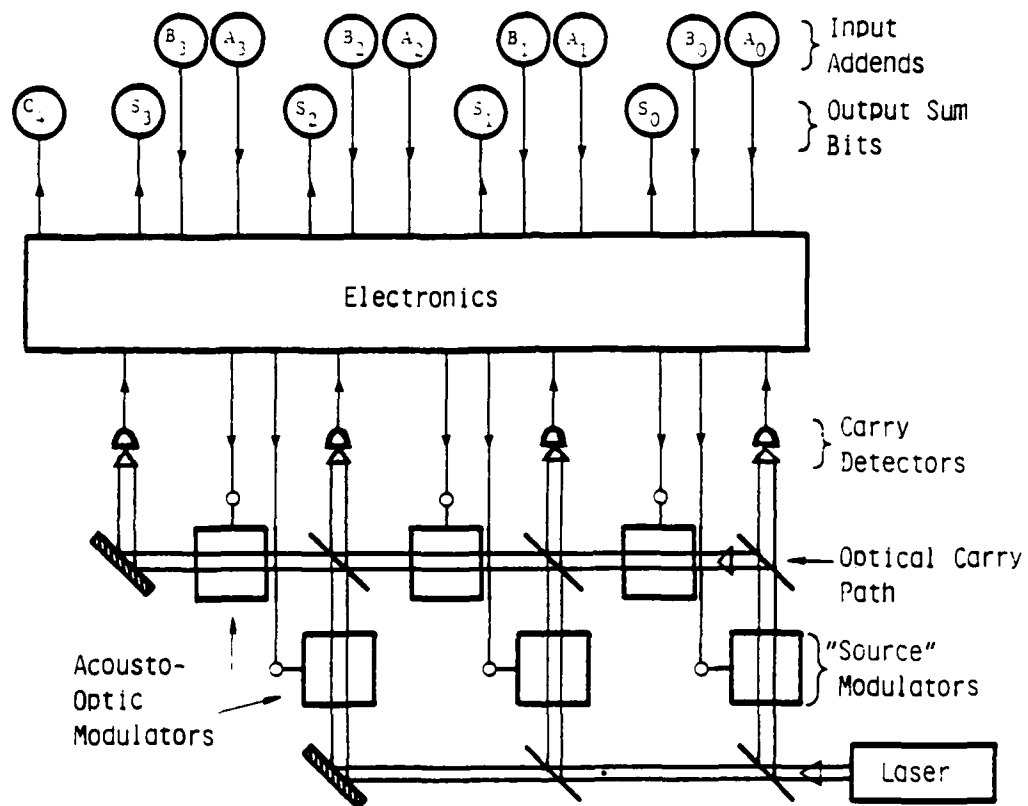 B3 A3 B2 A2 B1 A1 B0 A0 Input
Addends
C4 S3 S2 S1 S0 Output Sum
Bits
Electronics
Carry
Detectors
Optical Carry
Path
"Source"
Modulators
Acousto-
Optic
Modulators
Laser